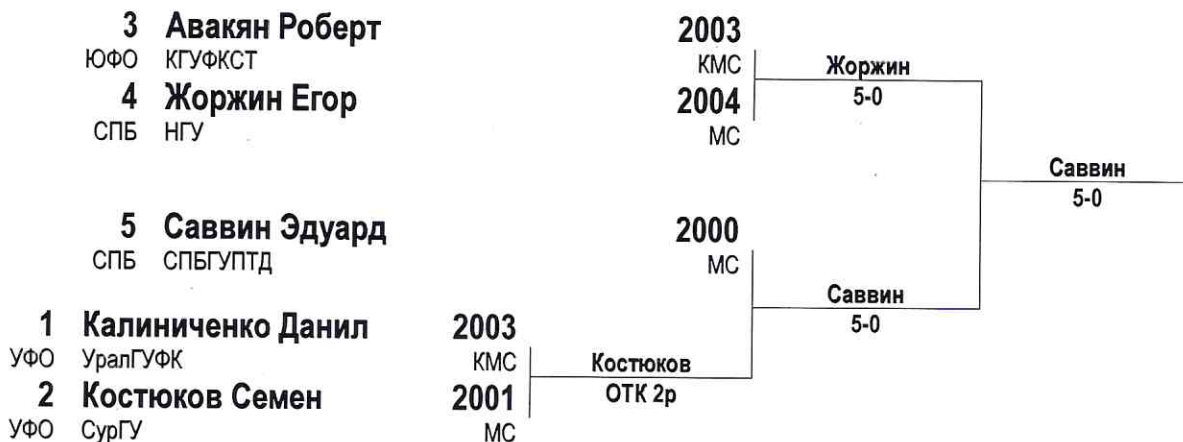 3 Авакян Роберт 2003
ЮФО КГУФКСТ КМС Жоржин
4 Жоржин Егор 2004 5-0
СПБ НГУ МС
Саввин
5-0
5 Саввин Эдуард 2000
СПБ СПБГУПТД МС
Саввин
5-0
1 Калиниченко Данил 2003
УФО УралГУФК КМС Костюков
2 Костюков Семен 2001 ОТК 2р
УФО СурГУ МС